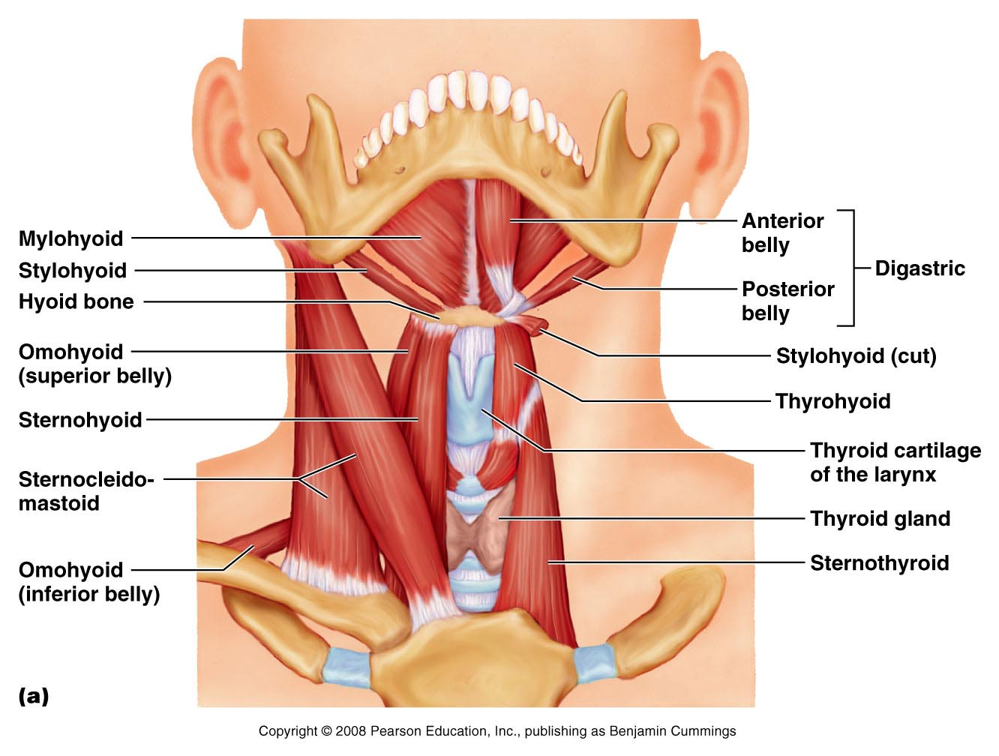 Mylohyoid
Stylohyoid
Hyoid bone
Omohyoid
(superior belly)
Sternohyoid
Sternocleido-
mastoid
Omohyoid
(inferior belly)
Anterior
belly
Posterior
belly
Digastric
Stylohyoid (cut)
Thyrohyoid
Thyroid cartilage
of the larynx
Thyroid gland
Sternothyroid
(a)
Copyright © 2008 Pearson Education, Inc., publishing as Benjamin Cummings